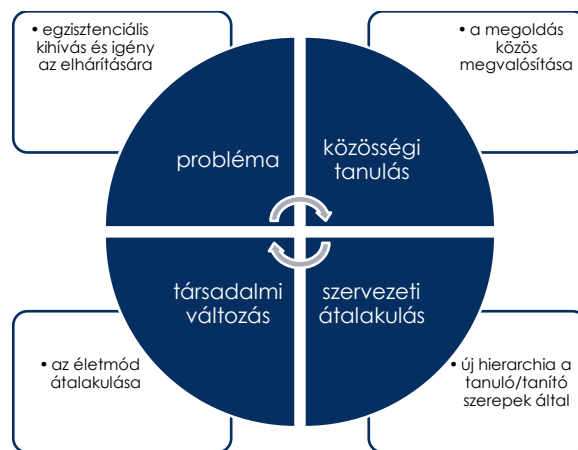 • egzisztenciális
kihívás és igény
az elhárítására
• a megoldás
közös
megvalósítása
probléma
közösségi
tanulás
társadalmi
változás
szervezeti
átalakulás
• az életmód
átalakulása
• új hierarchia a
tanuló/tanító
szerepek által